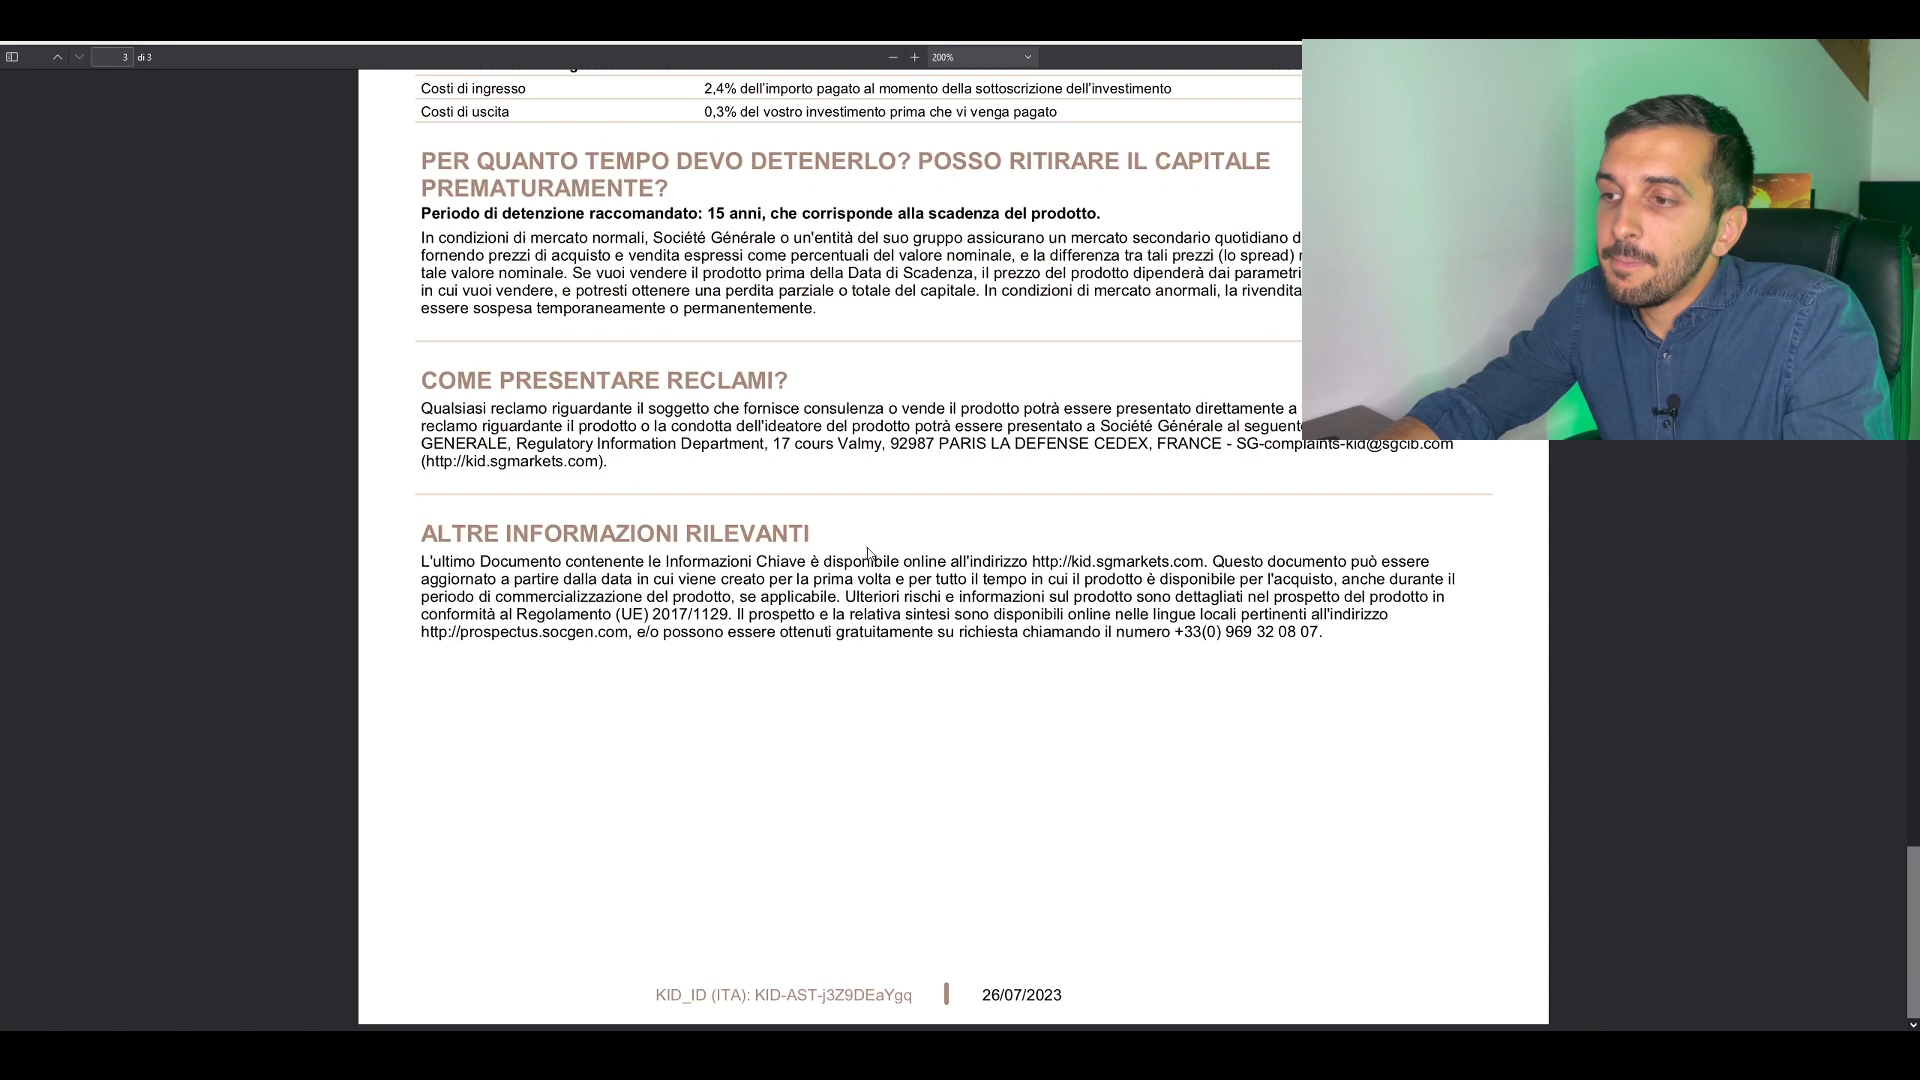 3 di 3
200%
Costi di ingresso 2,4% dell'importo pagato al momento della sottoscrizione dell'investimento
Costi di uscita 0,3% del vostro investimento prima che vi venga pagato
PER QUANTO TEMPO DEVO DETENERLO? POSSO RITIRARE IL CAPITALE
PREMATURAMENTE?
Periodo di detenzione raccomandato: 15 anni, che corrisponde alla scadenza del prodotto.
In condizioni di mercato normali, Société Générale o un'entità del suo gruppo assicurano un mercato secondario quotidiano
fornendo prezzi di acquisto e vendita espressi come percentuali del valore nominale, e la differenza tra tali prezzi (lo spread)
tale valore nominale. Se vuoi vendere il prodotto prima della Data di Scadenza, il prezzo del prodotto dipenderà dai parametri
in cui vuoi vendere, e potresti ottenere una perdita parziale o totale del capitale. In condizioni di mercato anormali, la rivendita
essere sospesa temporaneamente o permanentemente.
COME PRESENTARE RECLAMI?
Qualsiasi reclamo riguardante il soggetto che fornisce consulenza o vende il prodotto potrà essere presentato direttamente a
reclamo riguardante il prodotto o la condotta dell'ideatore del prodotto potrà essere presentato a Société Générale al seguente
GENERALE, Regulatory Information Department, 17 cours Valmy, 92987 PARIS LA DEFENSE CEDEX, FRANCE - SG-complaints-kid@sgcib.com
(http://kid.sgmarkets.com).
ALTRE INFORMAZIONI RILEVANTI
L'ultimo Documento contenente le Informazioni Chiave è disponibile online all'indirizzo http://kid.sgmarkets.com. Questo documento può essere
aggiornato a partire dalla data in cui viene creato per la prima volta e per tutto il tempo in cui il prodotto è disponibile per l'acquisto, anche durante il
periodo di commercializzazione del prodotto, se applicabile. Ulteriori rischi e informazioni sul prodotto sono dettagliati nel prospetto del prodotto in
conformità al Regolamento (UE) 2017/1129. Il prospetto e la relativa sintesi sono disponibili online nelle lingue locali pertinenti all'indirizzo
http://prospectus.socgen.com, e/o possono essere ottenuti gratuitamente su richiesta chiamando il numero +33(0) 969 32 08 07.
KID_ID (ITA): KID-AST-j3Z9DEaYgq 26/07/2023